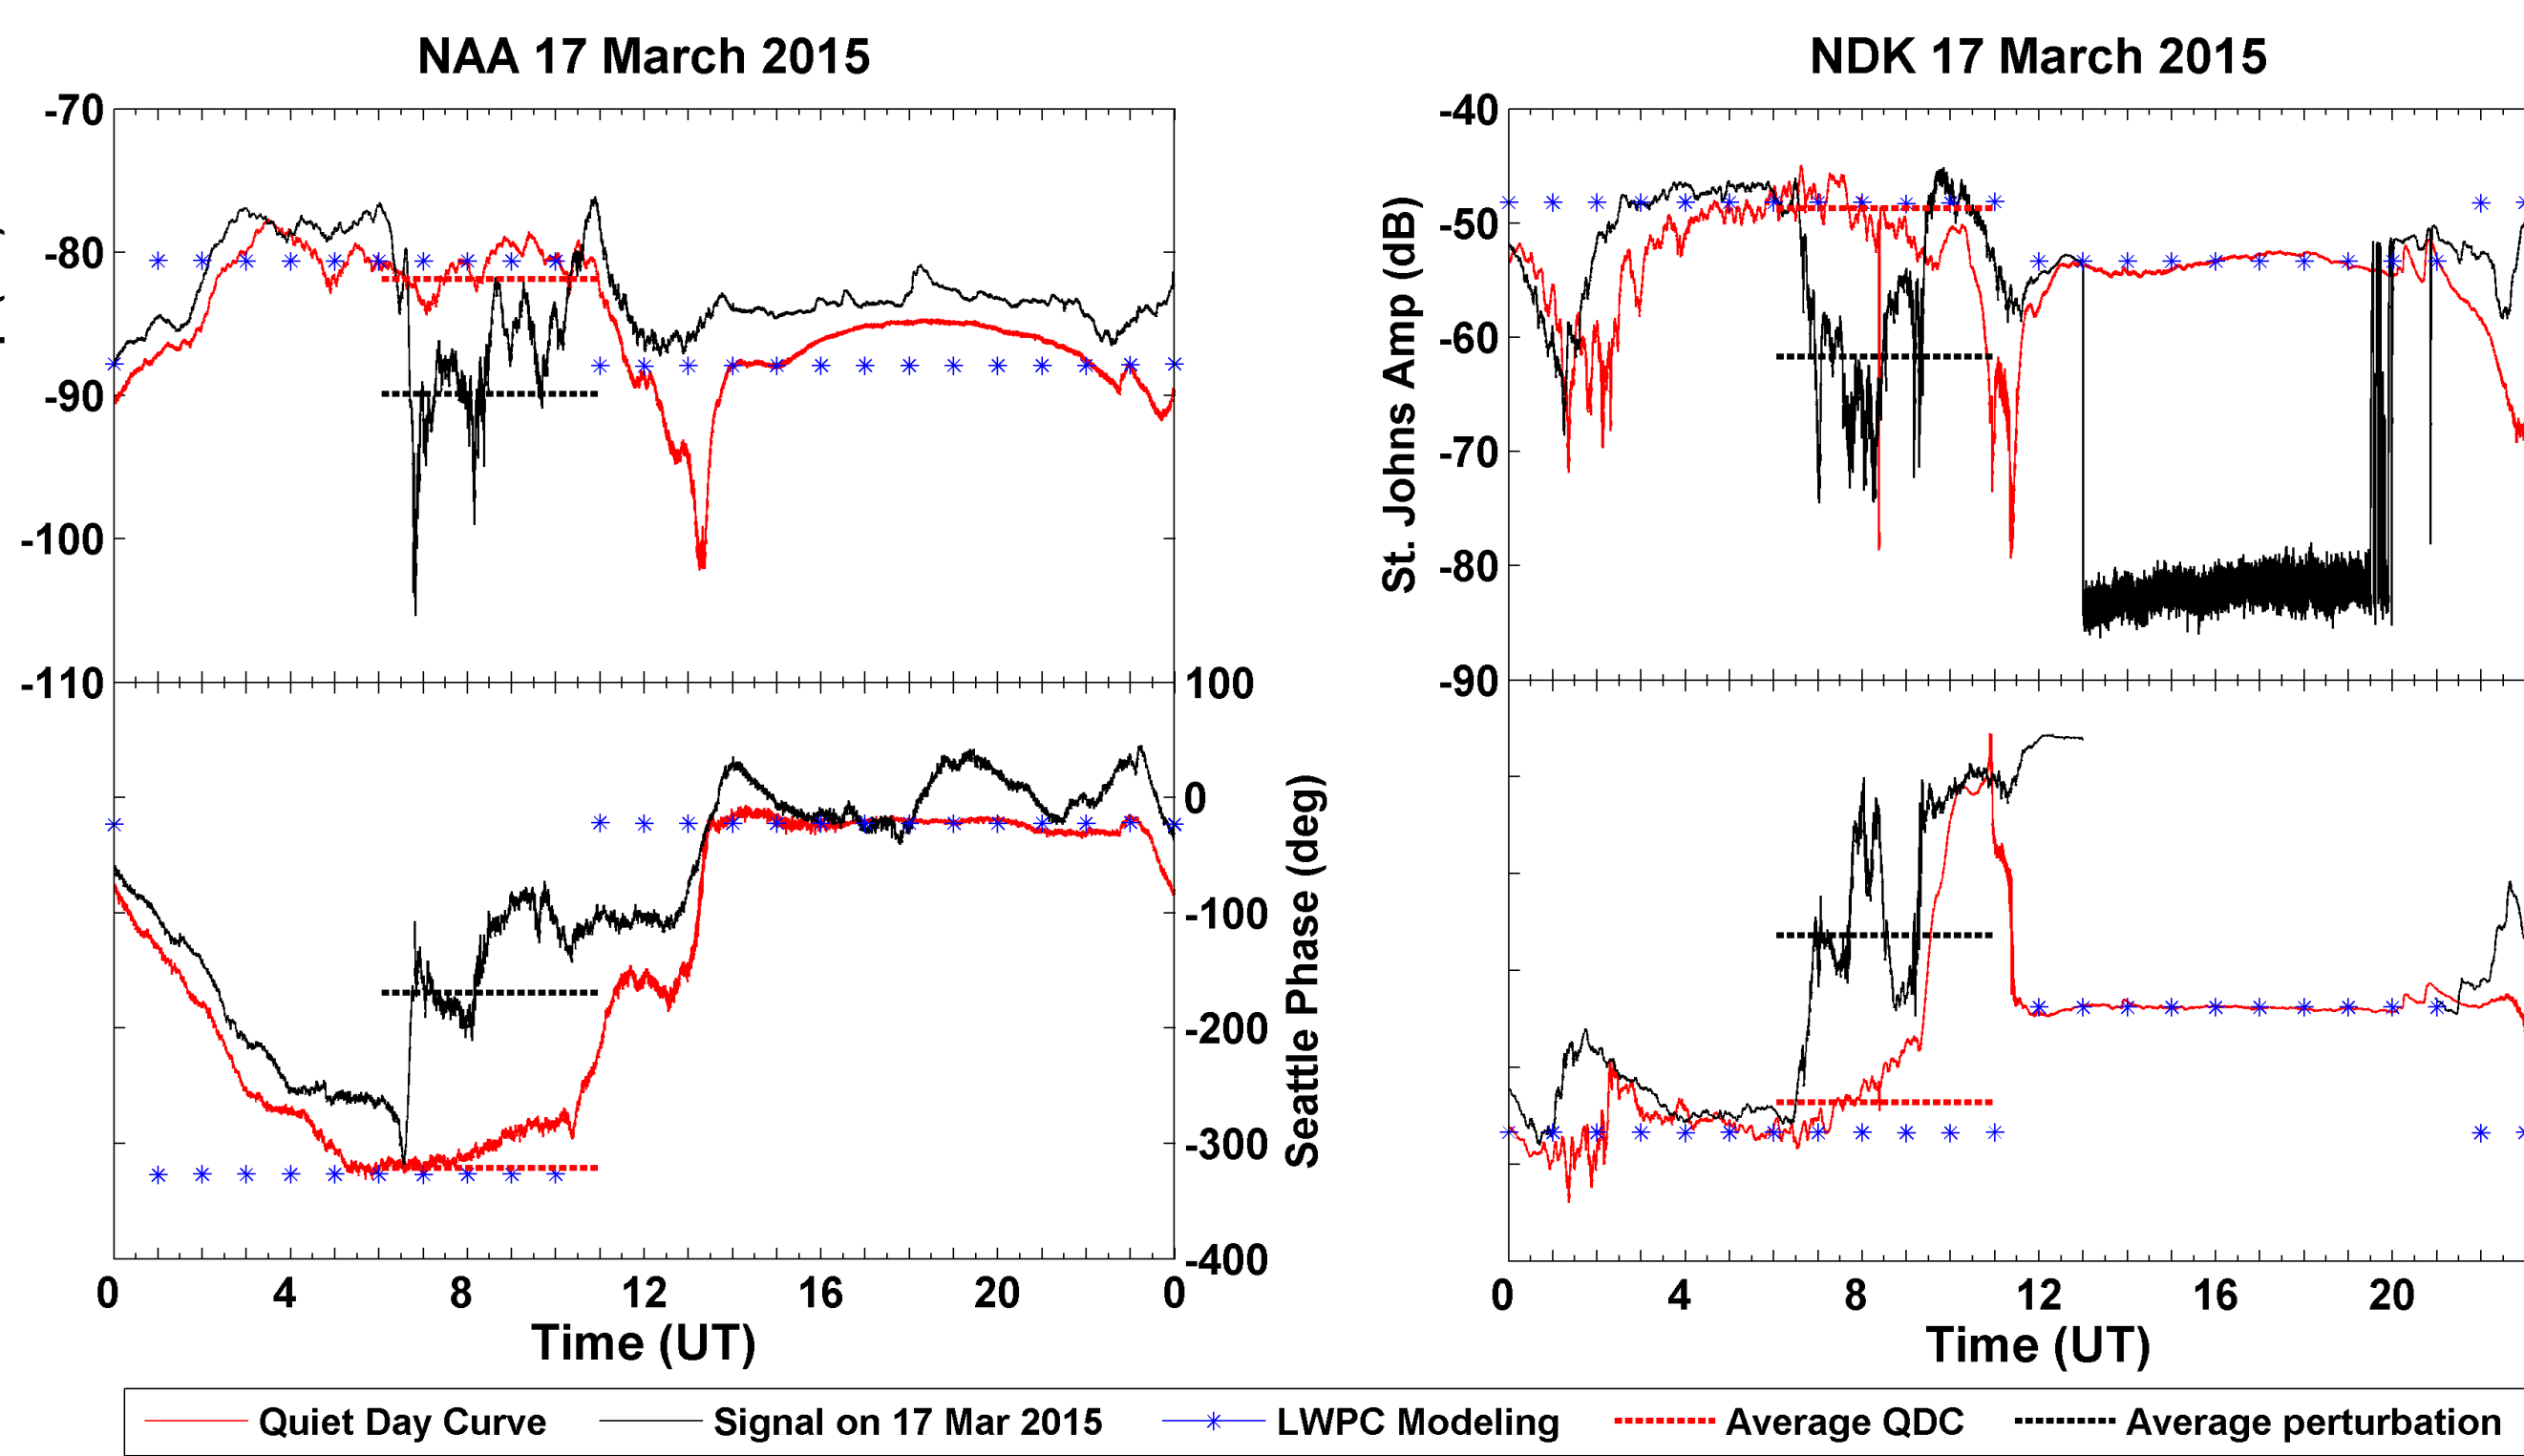 NAA 17 March 2015
NDK 17 March 2015
-70
-80
-90
-100
-110
-40
-50
-60
-70
-80
-90
St. Johns Amp (dB)
100
0
-100
-200
-300
-400
Seattle Phase (deg)
0 4 8 12 16 20 0
0 4 8 12 16 20
Time (UT)
Time (UT)
Quiet Day Curve Signal on 17 Mar 2015 LWPC Modeling Average QDC Average perturbation